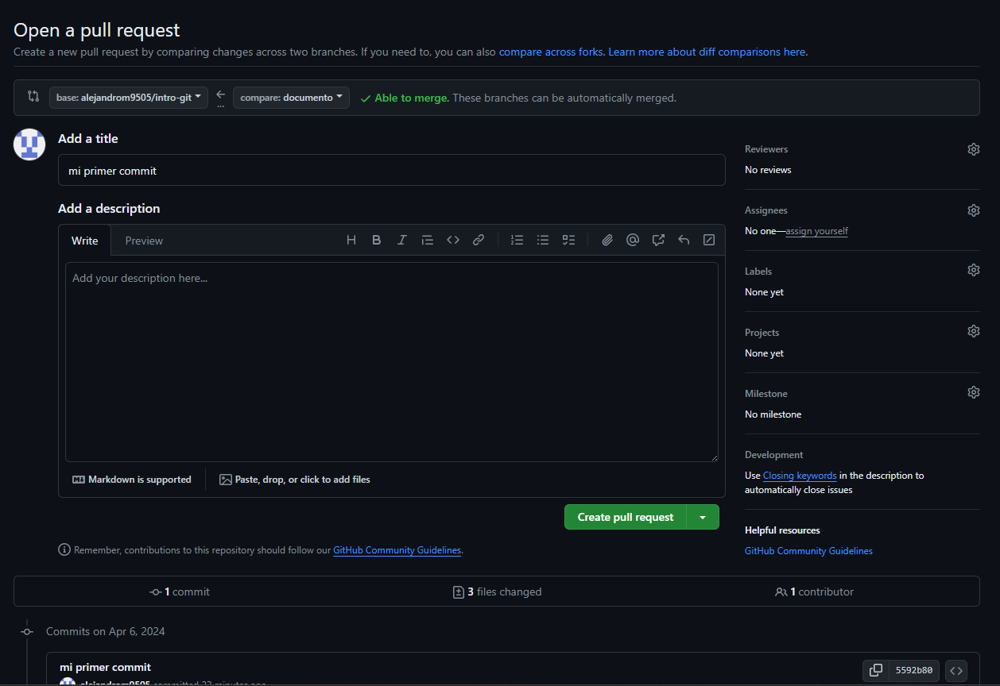 Open a pull request
Create a new pull request by comparing changes across two branches. If you need to, you can also compare across forks. Learn more about diff comparisons here.
base: alejandrom9505/intro-git
...
compare: documento
Able to merge. These branches can be automatically merged.
Add a title
mi primer commit
Add a description
Write
Preview
Add your description here...
Markdown is supported
Paste, drop, or click to add files
Create pull request
Remember, contributions to this repository should follow our GitHub Community Guidelines.
Reviewers
No reviews
Assignees
No one—assign yourself
Labels
None yet
Projects
None yet
Milestone
No milestone
Development
Use Closing keywords in the description to
automatically close issues
Helpful resources
GitHub Community Guidelines
1 commit
3 files changed
1 contributor
Commits on Apr 6, 2024
mi primer commit
5592b80
alejandrom9505 committed 22 minutes ago